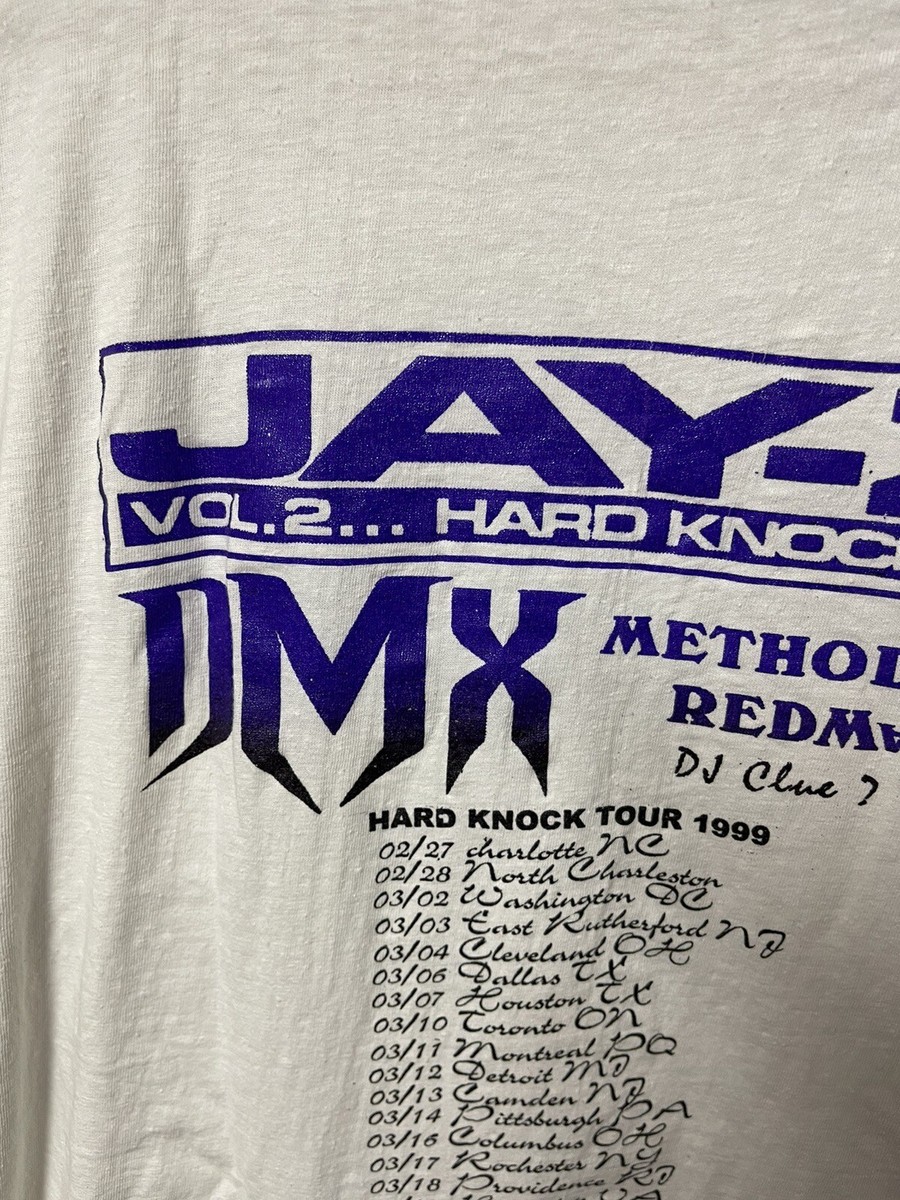 JAY-
VOL.2... HARD KNOC
DMX
METHOD
REDMA
DJ Clue ?
HARD KNOCK TOUR 1999
02/27 charlotte NC
02/28 North Charleston
03/02 Washington DC
03/03 East Rutherford NJ
03/04 Cleveland OH
03/06 Dallas TX
03/07 Houston TX
03/10 Toronto ON
03/11 Montreal PQ
03/12 Detroit MI
03/13 Camden NJ
03/14 Pittsburgh PA
03/16 Columbus OH
03/17 Rochester NY
03/18 Providence RI